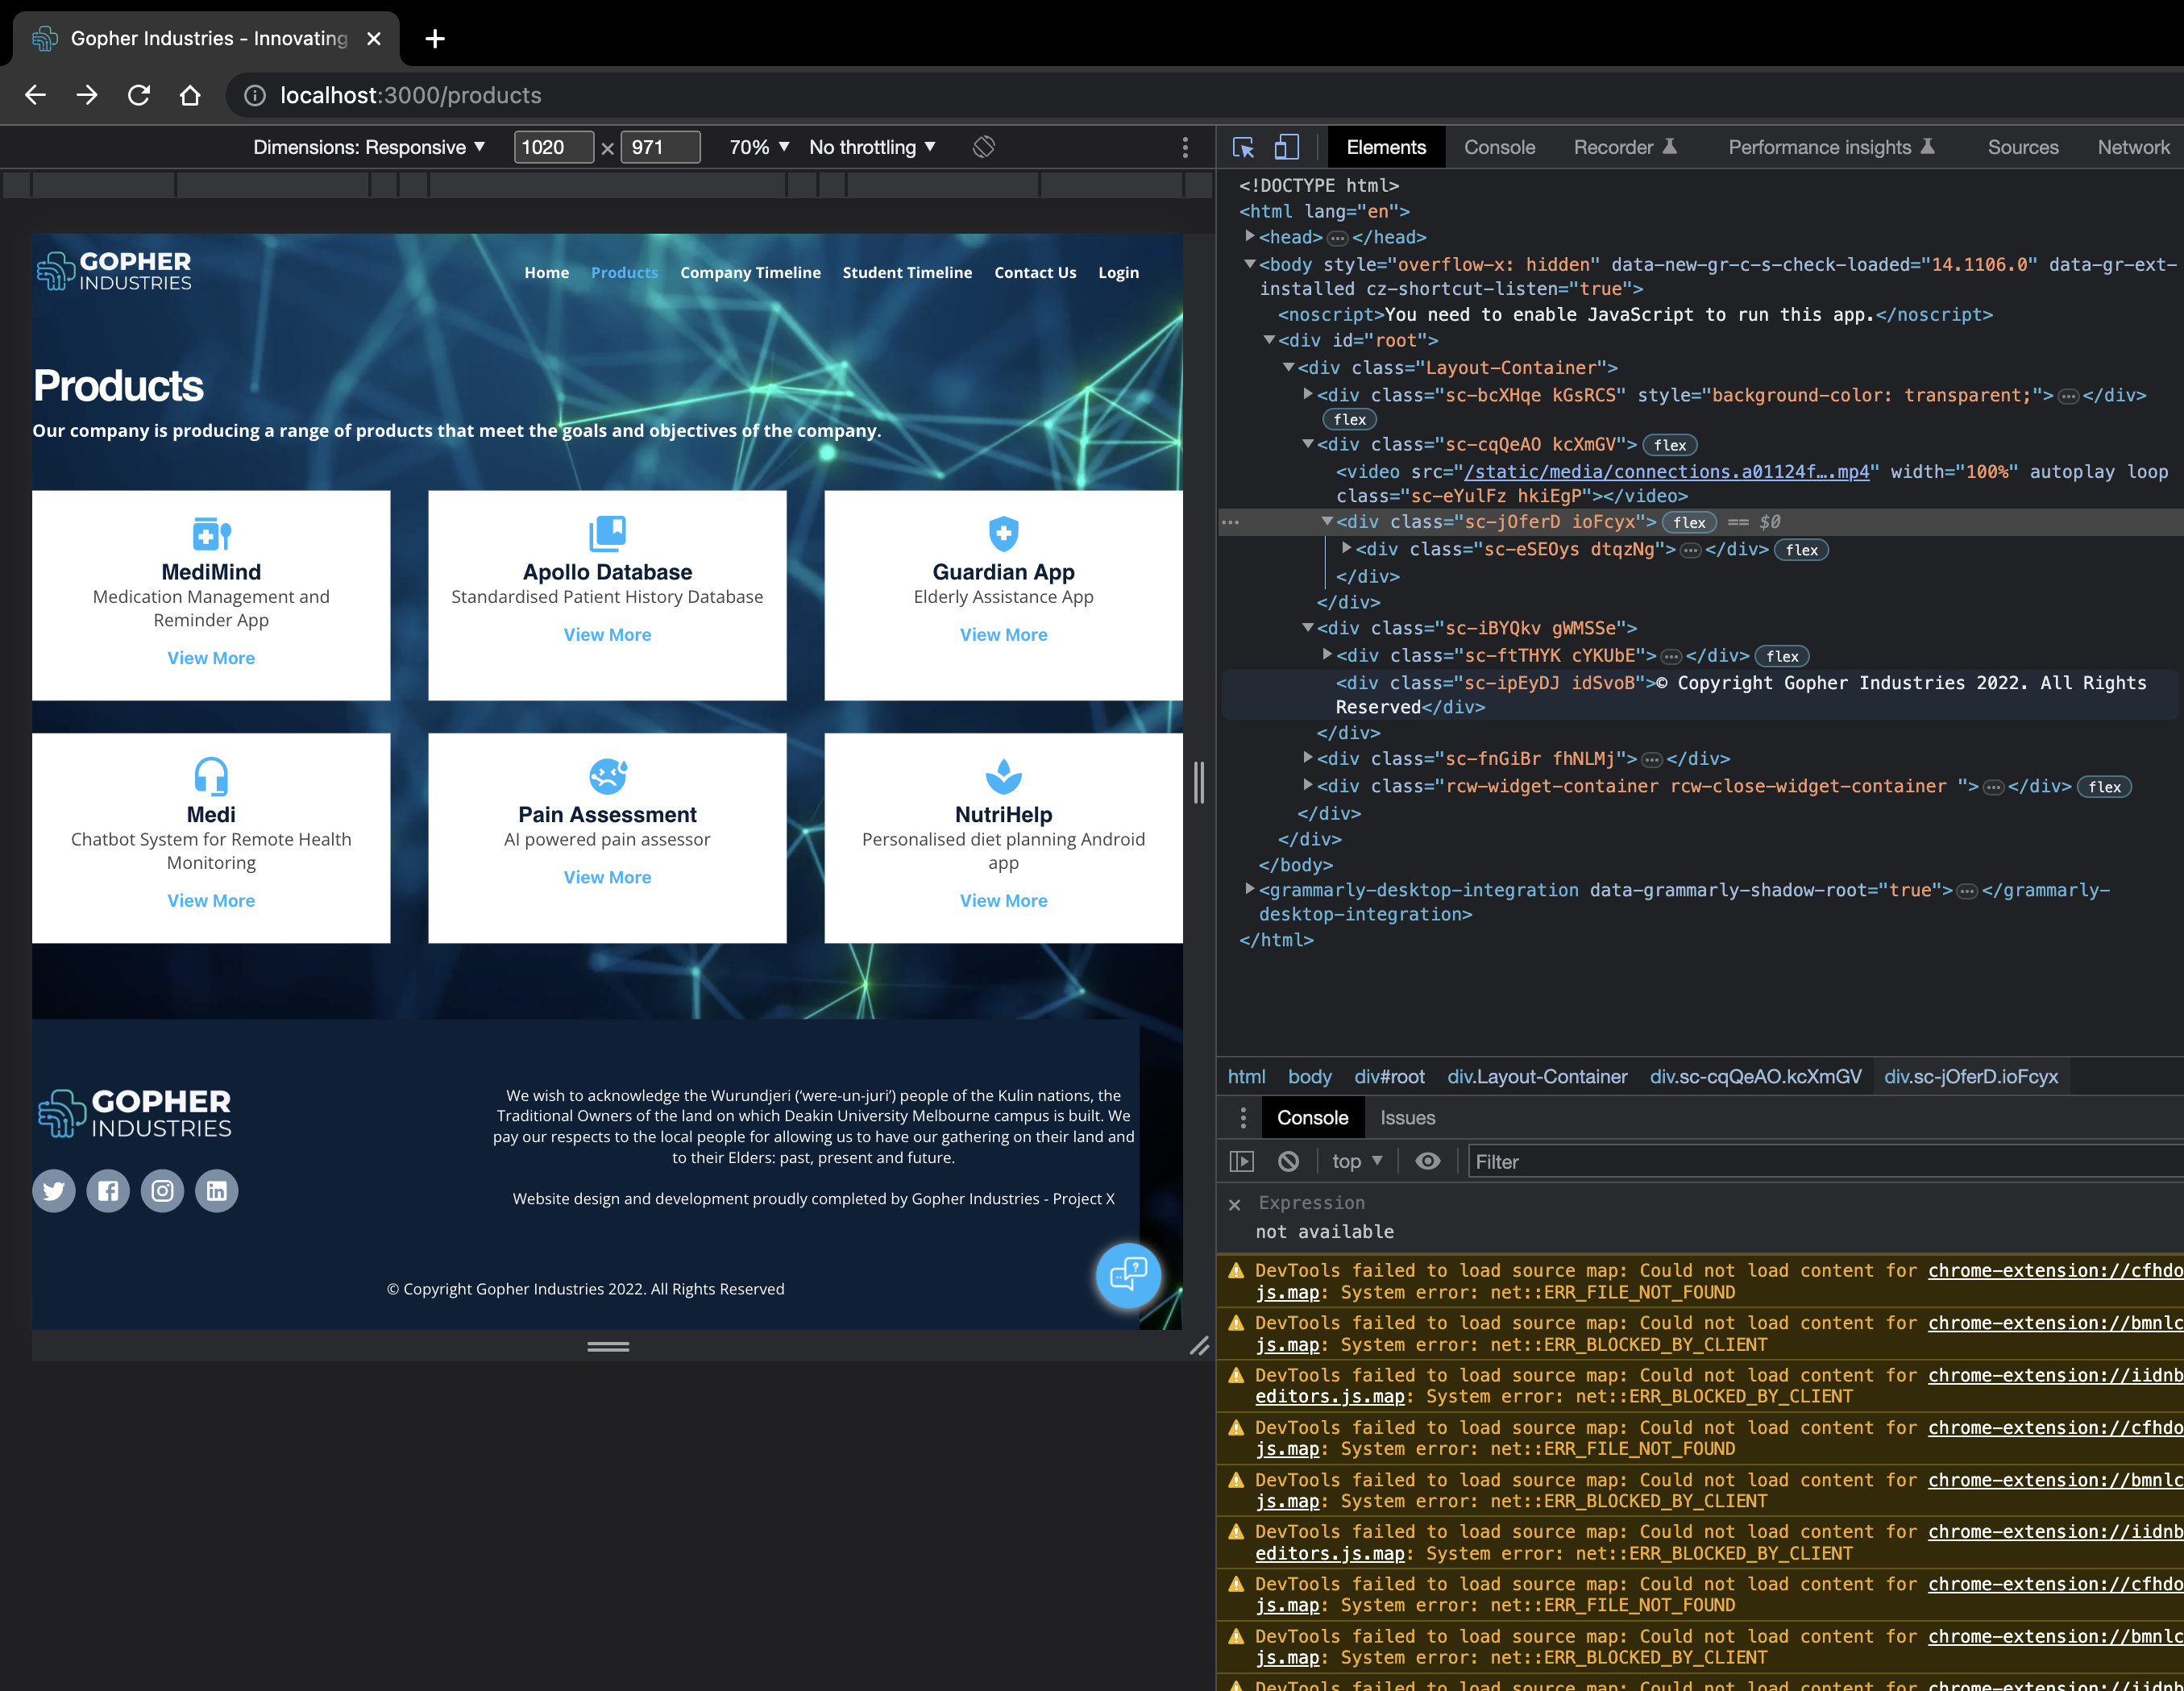 Gopher Industries - Innovating
localhost:3000/products
Dimensions: Responsive ▼ 1020 × 971 70% ▼ No throttling ▼
Elements Console Recorder Performance insights Sources Network
GOPHER
INDUSTRIES
Home Products Company Timeline Student Timeline Contact Us Login
Products
Our company is producing a range of products that meet the goals and objectives of the company.
MediMind
Medication Management and
Reminder App
View More
Apollo Database
Standardised Patient History Database
View More
Guardian App
Elderly Assistance App
View More
Medi
Chatbot System for Remote Health
Monitoring
View More
Pain Assessment
AI powered pain assessor
View More
NutriHelp
Personalised diet planning Android
app
View More
GOPHER
INDUSTRIES
We wish to acknowledge the Wurundjeri (‘were-un-juri’) people of the Kulin nations, the
Traditional Owners of the land on which Deakin University Melbourne campus is built. We
pay our respects to the local people for allowing us to have our gathering on their land and
to their Elders: past, present and future.
Website design and development proudly completed by Gopher Industries - Project X
© Copyright Gopher Industries 2022. All Rights Reserved
<!DOCTYPE html>
<html lang="en">
<head>…</head>
<body style="overflow-x: hidden" data-new-gr-c-s-check-loaded="14.1106.0" data-gr-ext-
installed cz-shortcut-listen="true">
<noscript>You need to enable JavaScript to run this app.</noscript>
<div id="root">
<div class="Layout-Container">
<div class="sc-bcXHqe kGsRCS" style="background-color: transparent;">…</div>
flex
<div class="sc-cqQeAO kcXmGV"> flex
<video src="/static/media/connections.a01124f….mp4" width="100%" autoplay loop
class="sc-eYulFz hkiEgP"></video>
<div class="sc-jOferD ioFcyx"> flex == $0
<div class="sc-eSEOys dtqzNg">…</div> flex
</div>
</div>
<div class="sc-iBYQkv gWMSSe">
<div class="sc-ftTHYK cYKUbE">…</div> flex
<div class="sc-ipEyDJ idSvoB">© Copyright Gopher Industries 2022. All Rights
Reserved</div>
</div>
<div class="sc-fnGiBr fhNLMj">…</div>
<div class="rcw-widget-container rcw-close-widget-container ">…</div> flex
</div>
</div>
</body>
<grammarly-desktop-integration data-grammarly-shadow-root="true">…</grammarly-
desktop-integration>
</html>
html body div#root div.Layout-Container div.sc-cqQeAO.kcXmGV div.sc-jOferD.ioFcyx
Console Issues
top ▼ Filter
Expression
not available
DevTools failed to load source map: Could not load content for chrome-extension://cfhdo
js.map: System error: net::ERR_FILE_NOT_FOUND
DevTools failed to load source map: Could not load content for chrome-extension://bmnlc
js.map: System error: net::ERR_BLOCKED_BY_CLIENT
DevTools failed to load source map: Could not load content for chrome-extension://iidnb
editors.js.map: System error: net::ERR_BLOCKED_BY_CLIENT
DevTools failed to load source map: Could not load content for chrome-extension://cfhdo
js.map: System error: net::ERR_FILE_NOT_FOUND
DevTools failed to load source map: Could not load content for chrome-extension://bmnlc
js.map: System error: net::ERR_BLOCKED_BY_CLIENT
DevTools failed to load source map: Could not load content for chrome-extension://iidnb
editors.js.map: System error: net::ERR_BLOCKED_BY_CLIENT
DevTools failed to load source map: Could not load content for chrome-extension://cfhdo
js.map: System error: net::ERR_FILE_NOT_FOUND
DevTools failed to load source map: Could not load content for chrome-extension://bmnlc
js.map: System error: net::ERR_BLOCKED_BY_CLIENT
DevTools failed to load source map: Could not load content for chrome-extension://iidnb